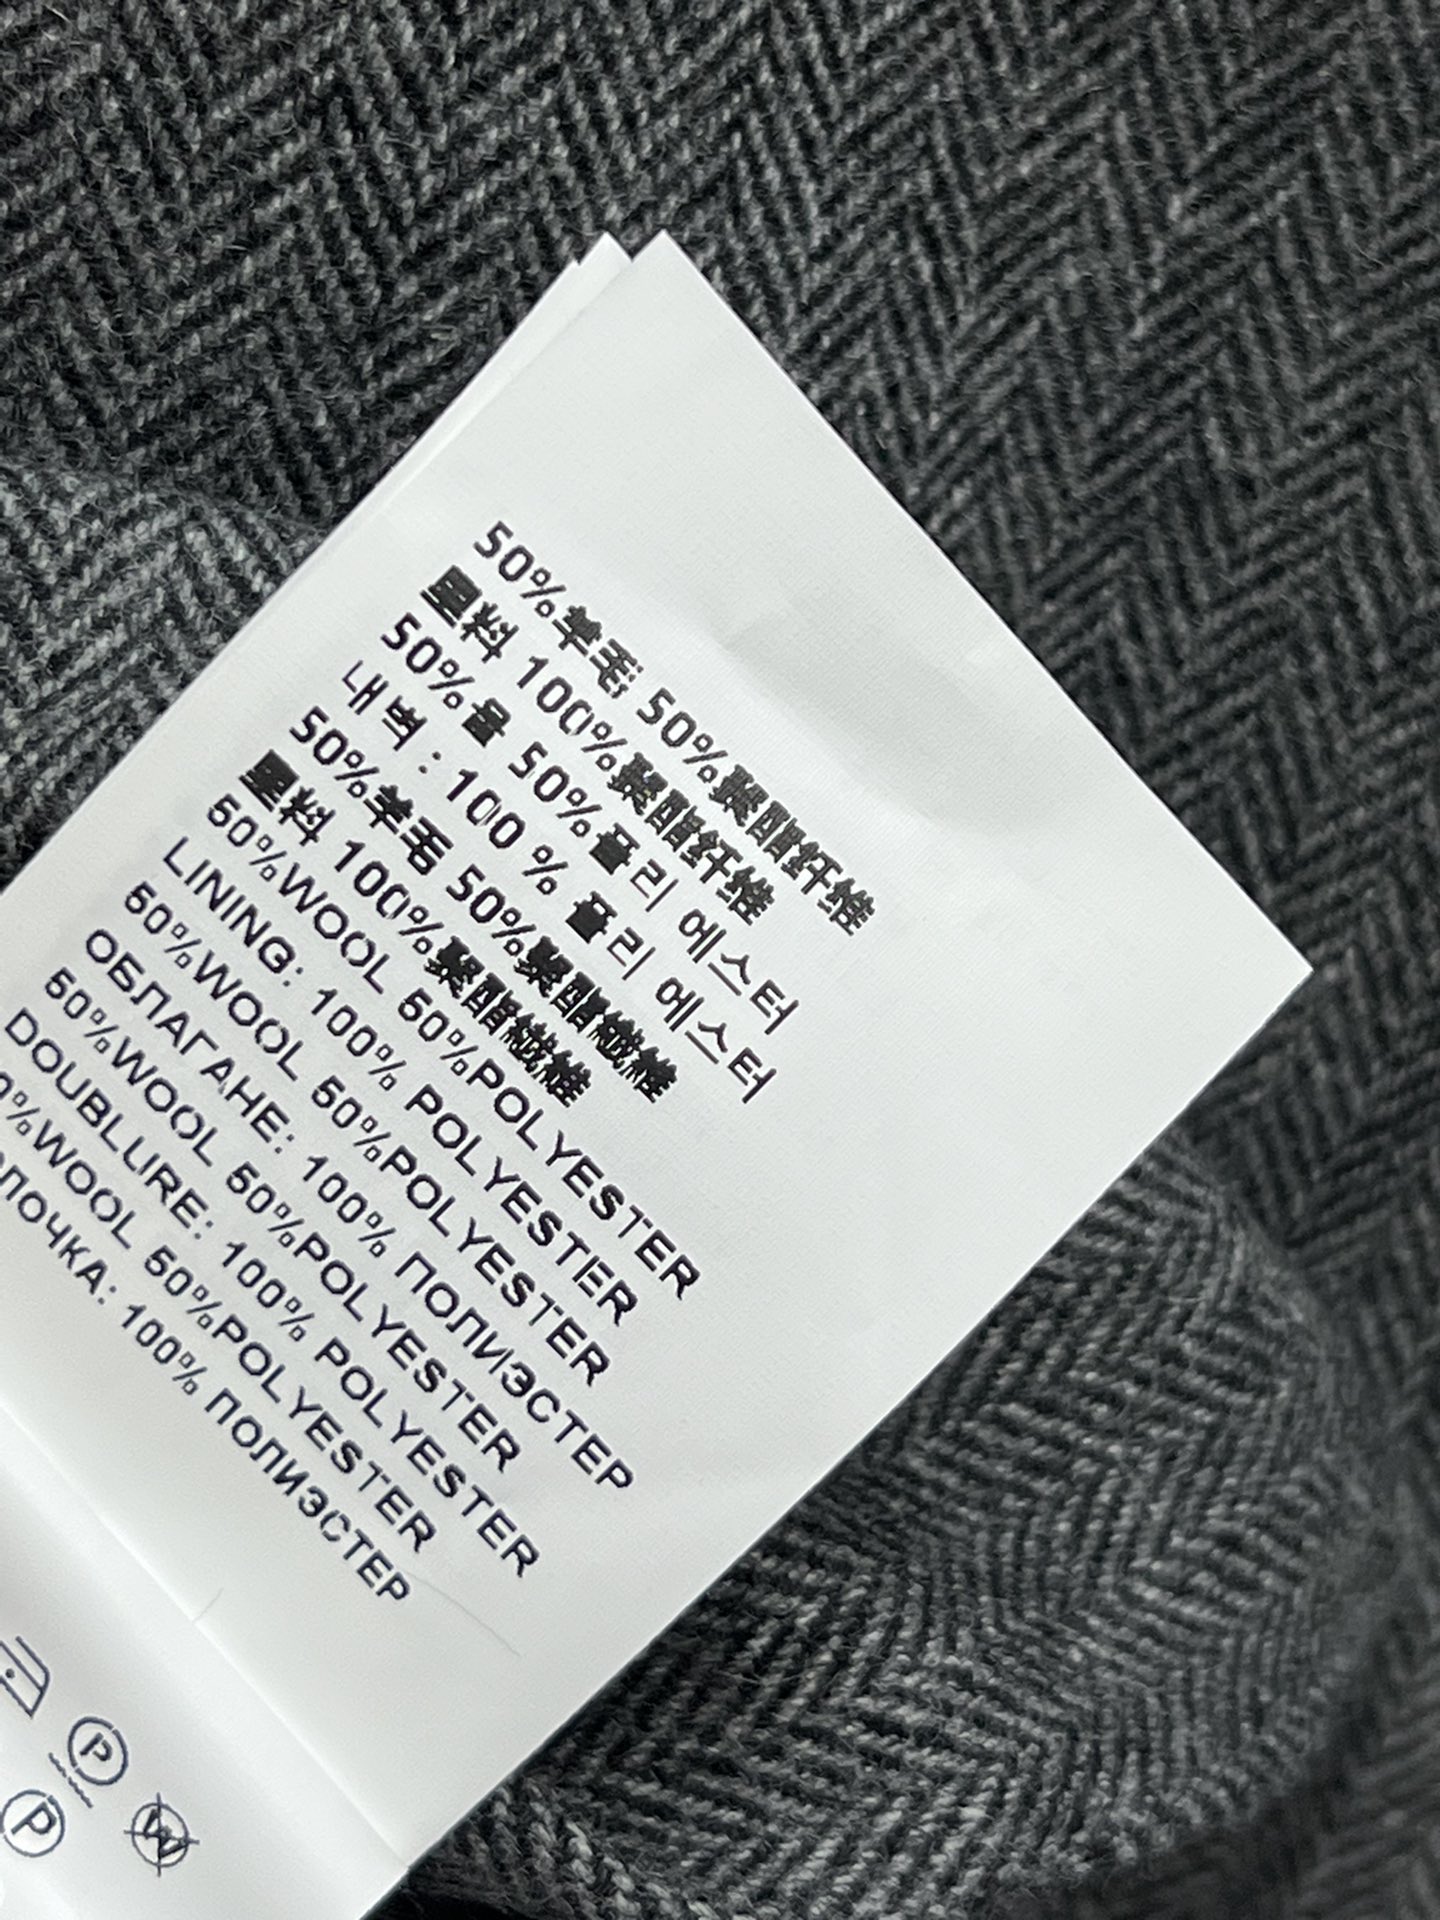 50%羊毛 50%聚酯纤维
里料 100%聚酯纤维
50%울 50%폴리 에스터
내벽 : 100 % 폴리 에스터
50%羊毛 50%聚酯纖維
里料 100%聚酯纖維
50%WOOL 50%POLYESTER
LINING: 100% POLYESTER
50%WOOL 50%POLYESTER
ОБЛАГАНЕ: 100% ПОЛИЭСТЕР
50%WOOL 50%POLYESTER
DOUBLURE: 100% POLYESTER
0%WOOL 50%POLYESTER
ЛОЧКА: 100% ПОЛИЭСТЕР
P
P
W